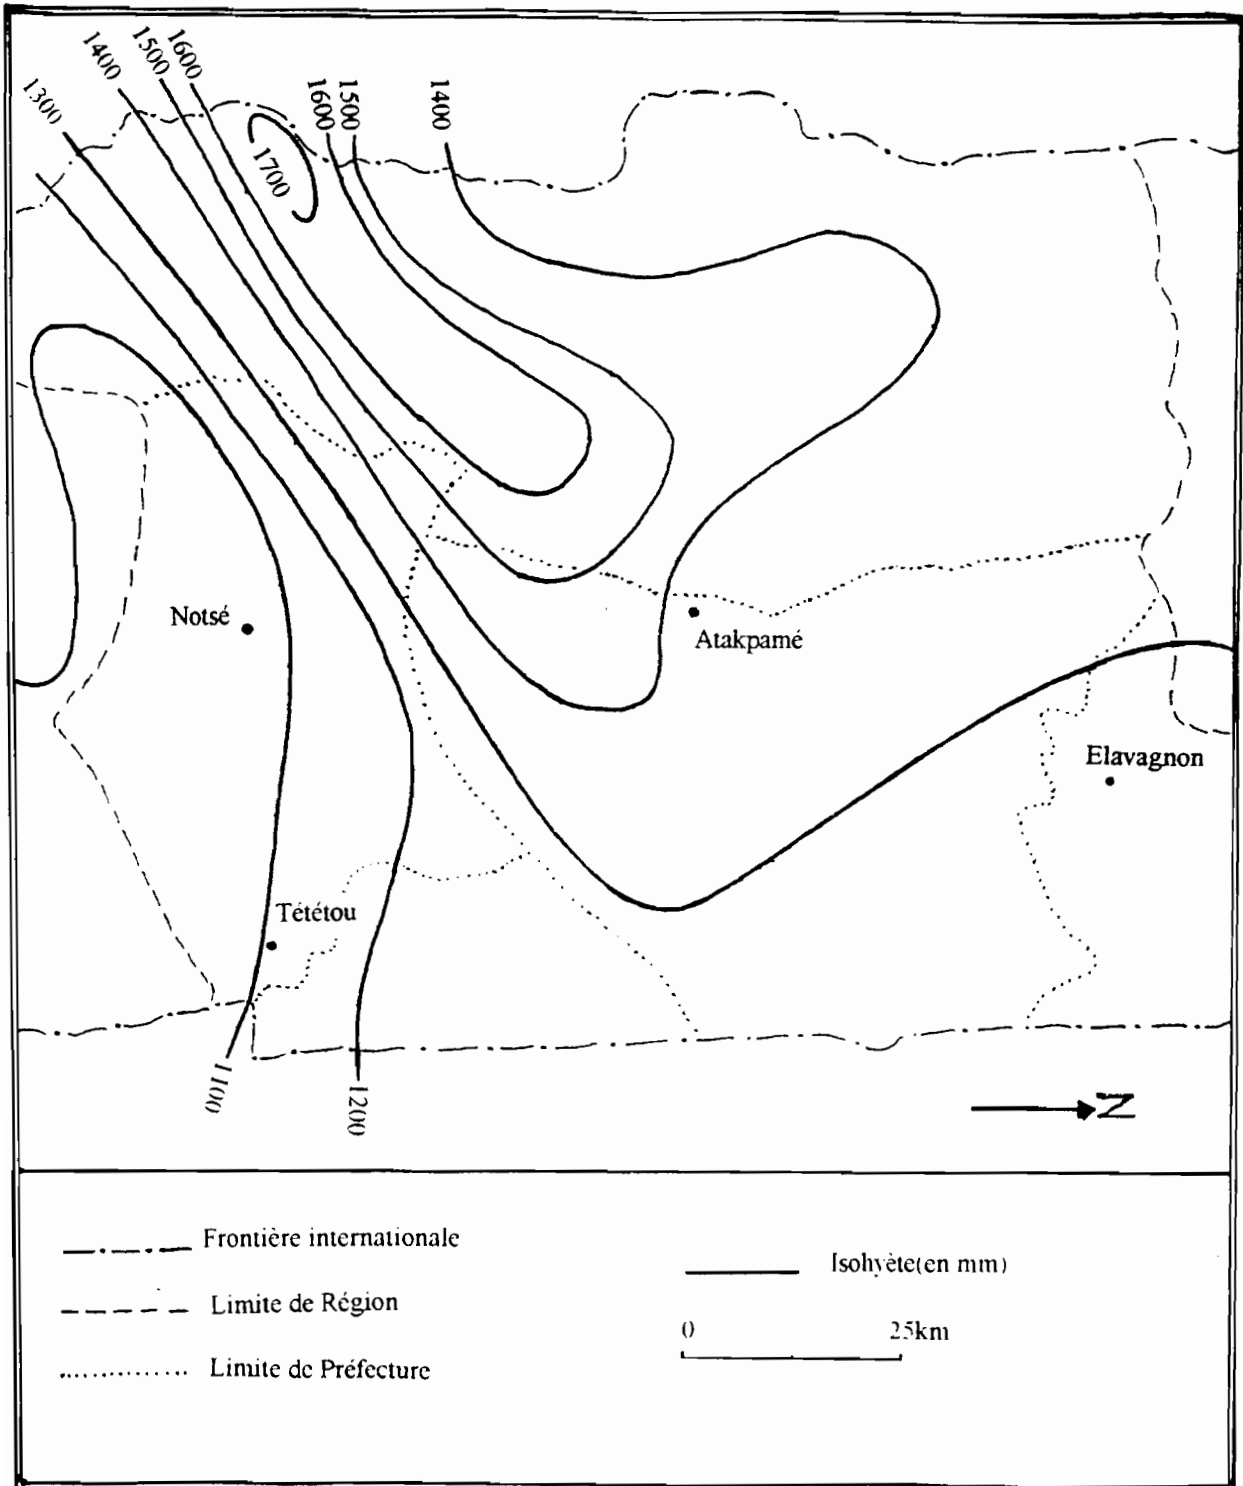 1300
1400
1500
1600
1600
1500
1400
1700
Notsé
Atakpamé
Elavagnon
Tététou
1100
1200
N
Frontière internationale
Isohyète(en mm)
Limite de Région
0 25km
Limite de Préfecture